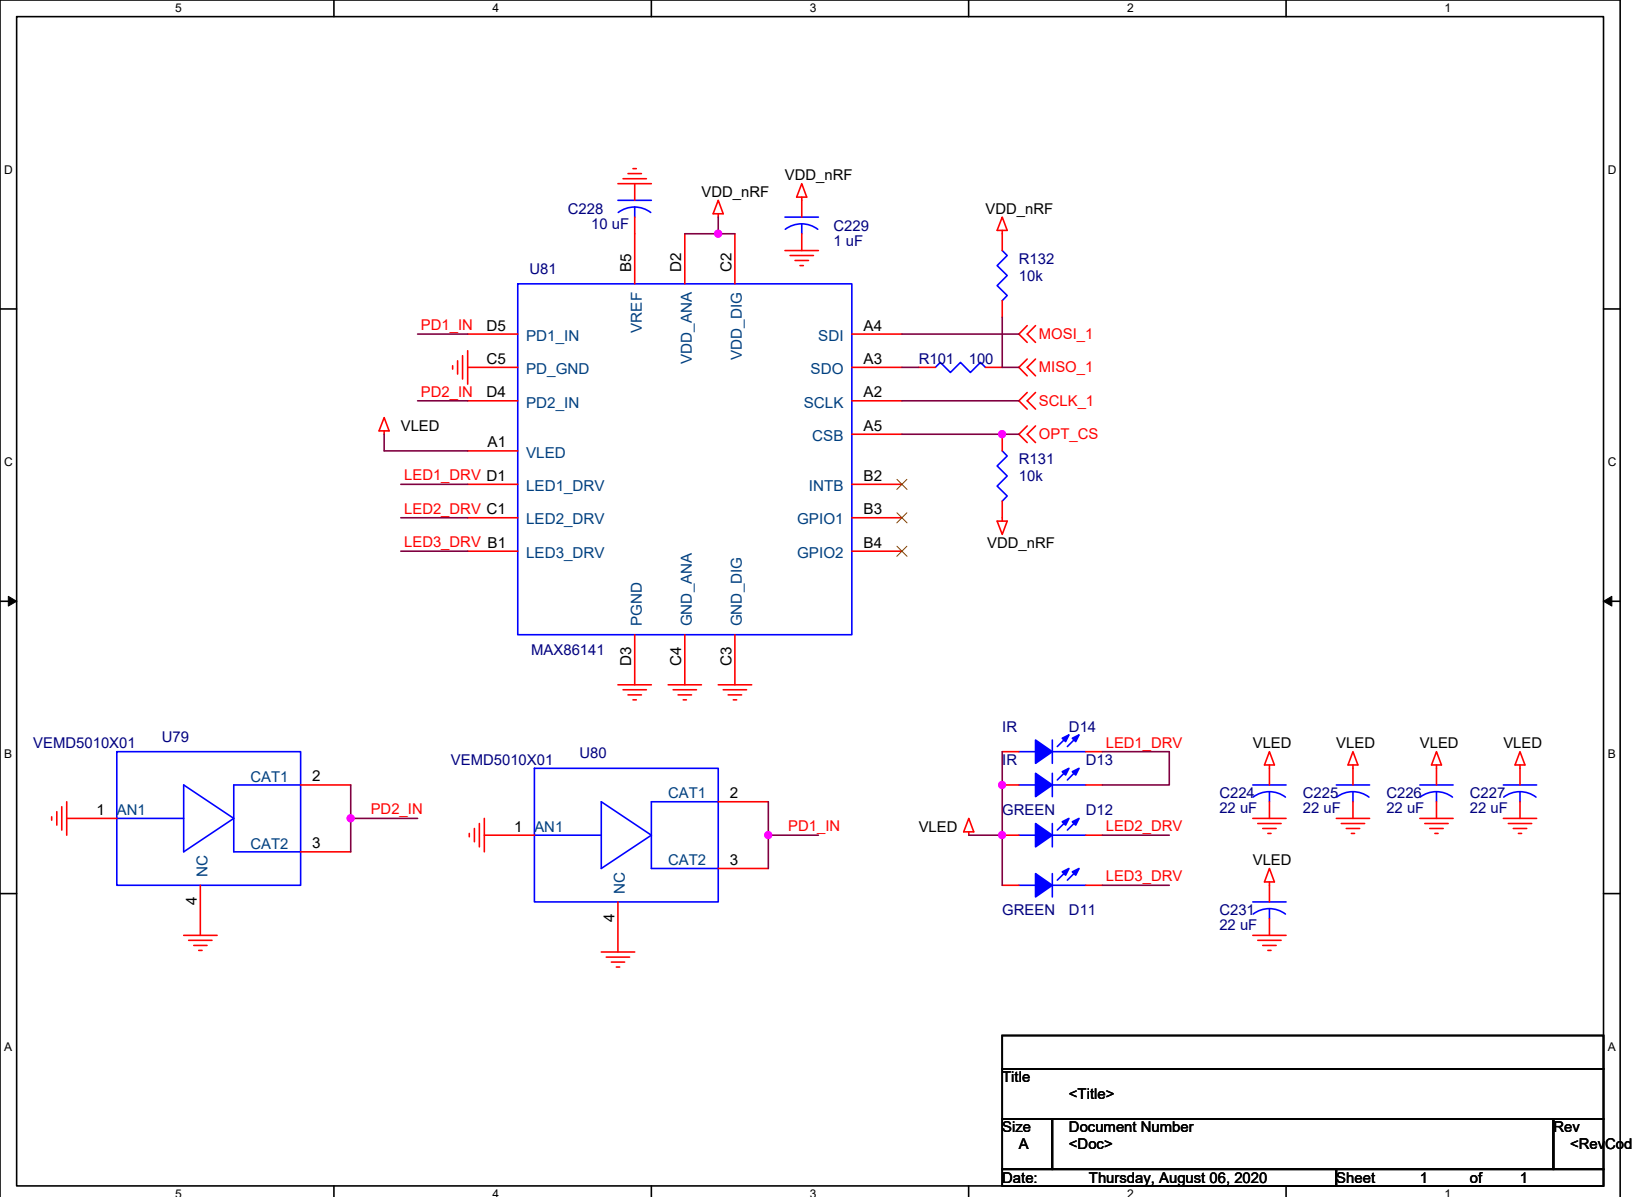 5 4 3 2 1
D D
C C
B B
A A
VDD_nRF
VDD_nRF
C228
10 uF
C229
1 uF
VDD_nRF
R132
10k
U81
B5
D2
C2
VREF
VDD_ANA
VDD_DIG
PD1_IN D5 PD1_IN
C5 PD_GND
PD2_IN D4 PD2_IN
VLED
A1 VLED
LED1_DRV D1 LED1_DRV
LED2_DRV C1 LED2_DRV
LED3_DRV B1 LED3_DRV
SDI A4 MOSI_1
SDO A3 R101 100 MISO_1
SCLK A2 SCLK_1
CSB A5 OPT_CS
R131
10k
INTB B2
GPIO1 B3
GPIO2 B4
VDD_nRF
PGND
GND_ANA
GND_DIG
MAX86141
D3
C4
C3
VEMD5010X01 U79
CAT1 2
1 AN1
PD2_IN
CAT2 3
NC
4
VEMD5010X01 U80
CAT1 2
1 AN1
PD1_IN
CAT2 3
NC
4
IR D14
LED1_DRV
IR D13
GREEN D12
VLED
LED2_DRV
LED3_DRV
GREEN D11
VLED VLED VLED VLED
C224 C225 C226 C227
22 uF 22 uF 22 uF 22 uF
VLED
C231
22 uF
Title
<Title>
Size Document Number Rev
A <Doc> <RevCod
Date: Thursday, August 06, 2020 Sheet 1 of 1
5 4 3 2 1